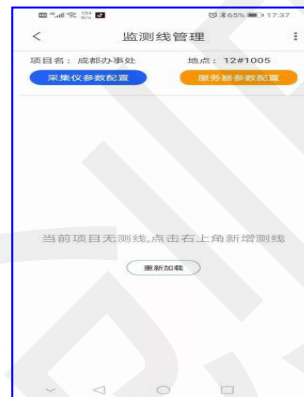 65% 17:37
监测线管理
项目名：成都办事处 地点：12#1005
采集仪参数配置 服务器参数配置
当前项目无测线,点击右上角新增测线
重新加载